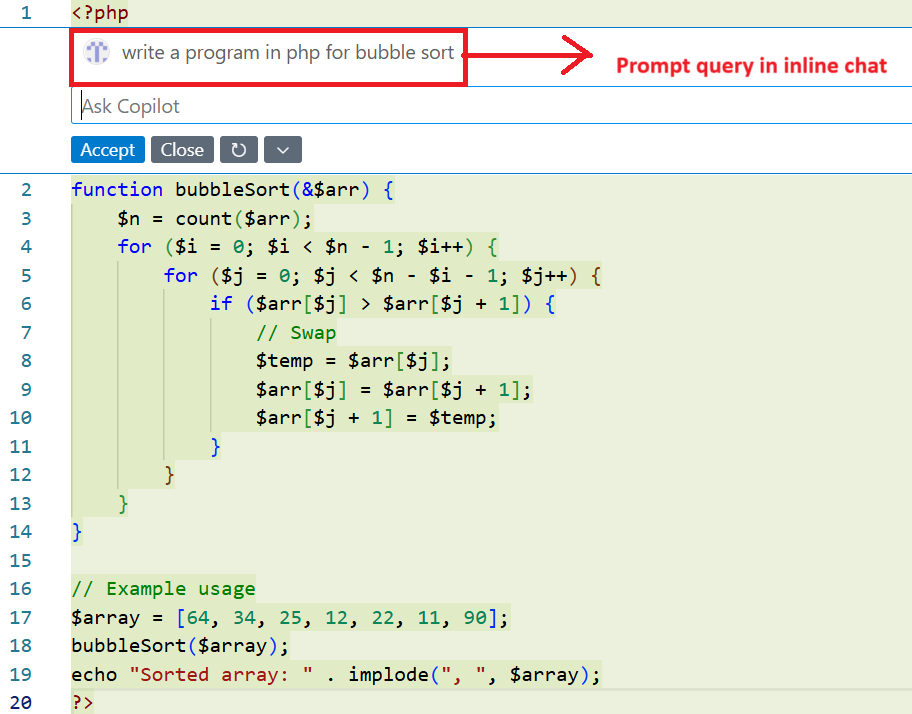 1 <?php
write a program in php for bubble sort
Prompt query in inline chat
Ask Copilot
Accept Close
2 function bubbleSort(&$arr) {
3     $n = count($arr);
4     for ($i = 0; $i < $n - 1; $i++) {
5         for ($j = 0; $j < $n - $i - 1; $j++) {
6             if ($arr[$j] > $arr[$j + 1]) {
7                 // Swap
8                 $temp = $arr[$j];
9                 $arr[$j] = $arr[$j + 1];
10                 $arr[$j + 1] = $temp;
11             }
12         }
13     }
14 }
15
16 // Example usage
17 $array = [64, 34, 25, 12, 22, 11, 90];
18 bubbleSort($array);
19 echo "Sorted array: " . implode(", ", $array);
20 ?>